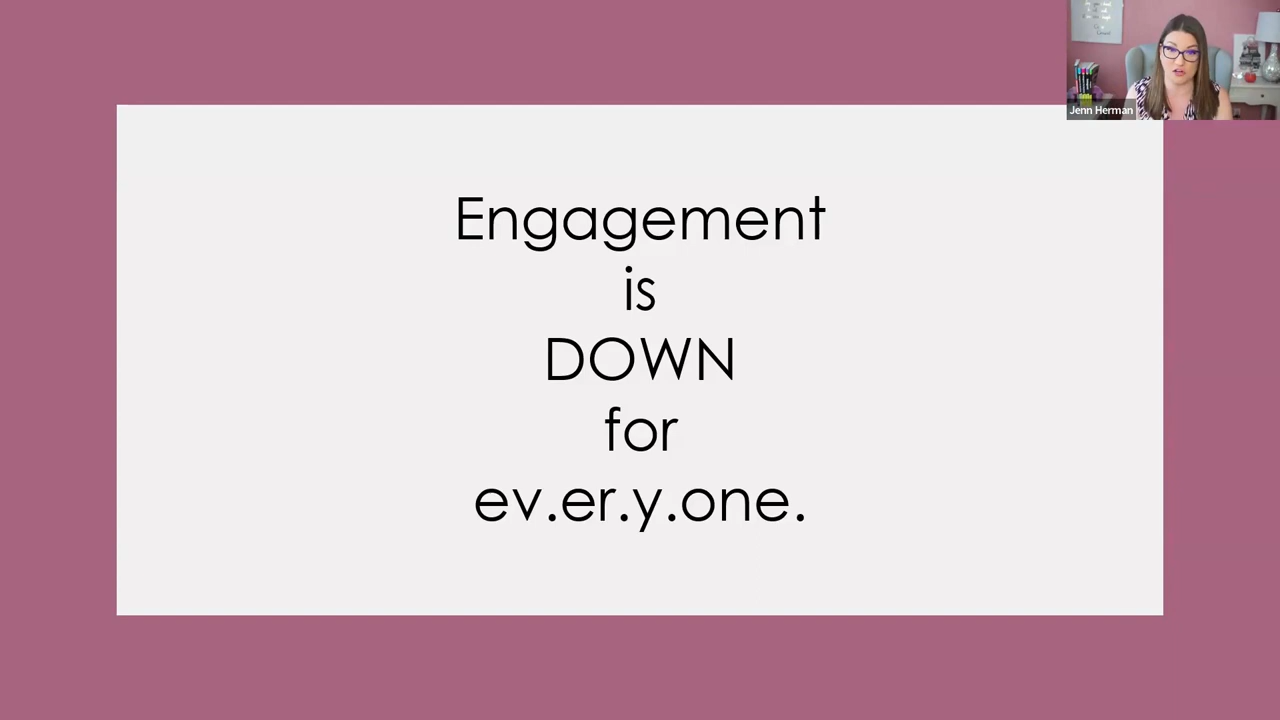 Engagement
is
DOWN
for
ev.er.y.one.
Jenn Herman